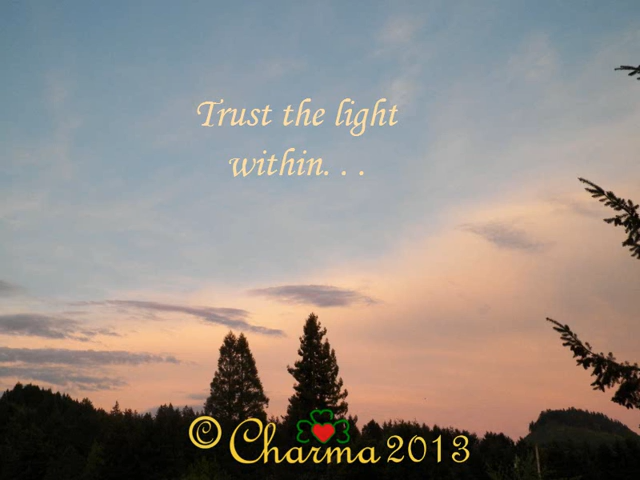 Trust the light
within. . .
© Charma 2013